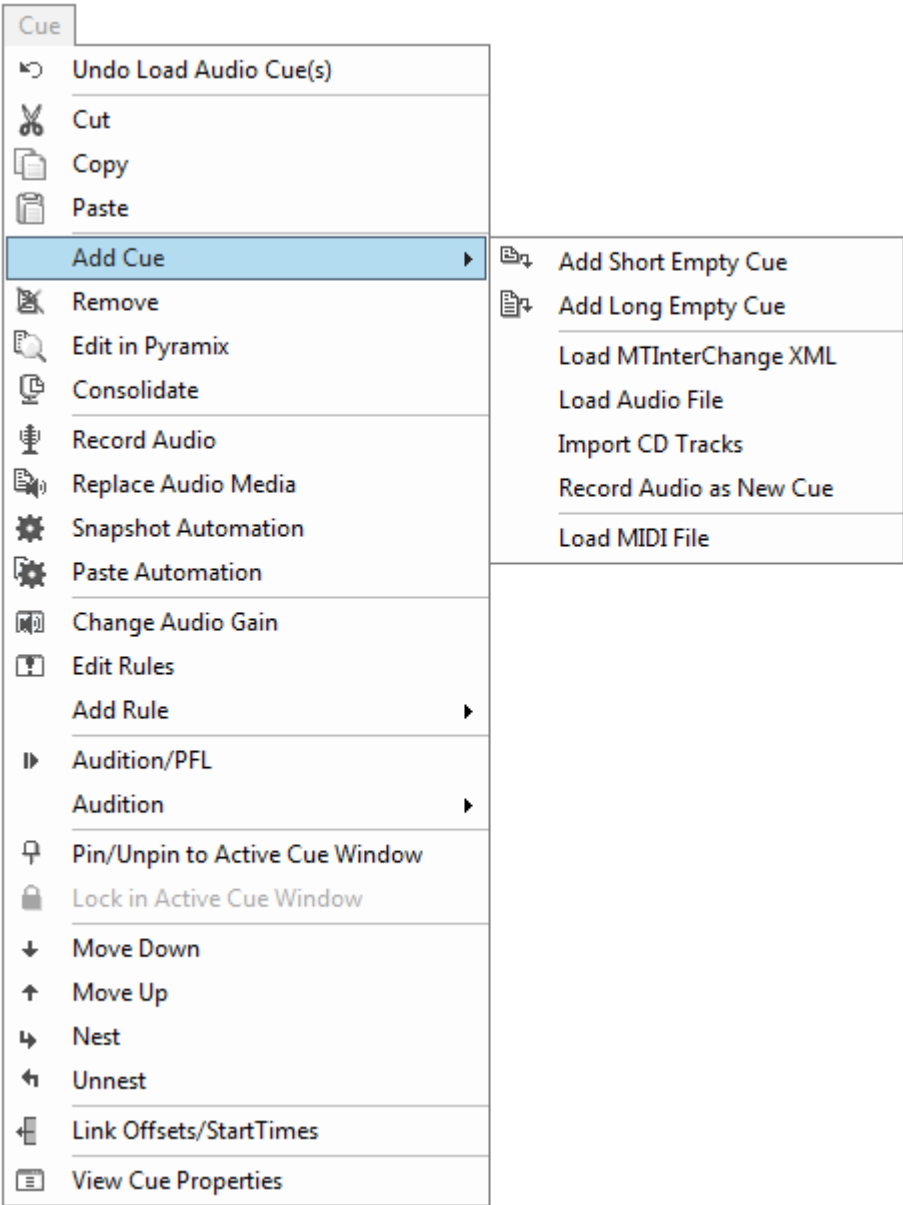 Cue
Undo Load Audio Cue(s)
Cut
Copy
Paste
Add Cue
Remove
Edit in Pyramix
Consolidate
Record Audio
Replace Audio Media
Snapshot Automation
Paste Automation
Change Audio Gain
Edit Rules
Add Rule
Audition/PFL
Audition
Pin/Unpin to Active Cue Window
Lock in Active Cue Window
Move Down
Move Up
Nest
Unnest
Link Offsets/StartTimes
View Cue Properties
Add Short Empty Cue
Add Long Empty Cue
Load MTInterChange XML
Load Audio File
Import CD Tracks
Record Audio as New Cue
Load MIDI File